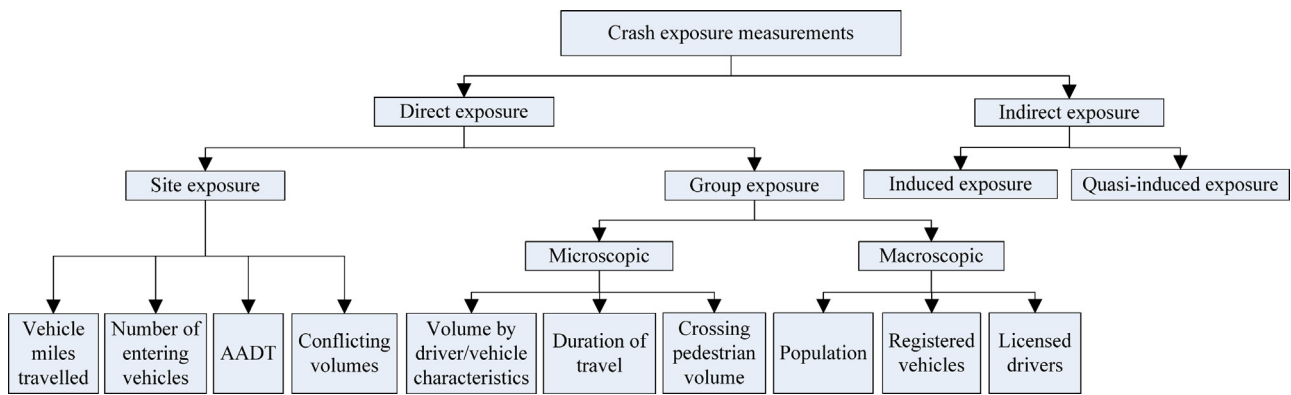 Crash exposure measurements
Direct exposure
Indirect exposure
Site exposure
Group exposure
Induced exposure
Quasi-induced exposure
Microscopic
Macroscopic
Vehicle
miles
travelled
Number of
entering
vehicles
AADT
Conflicting
volumes
Volume by
driver/vehicle
characteristics
Duration of
travel
Crossing
pedestrian
volume
Population
Registered
vehicles
Licensed
drivers